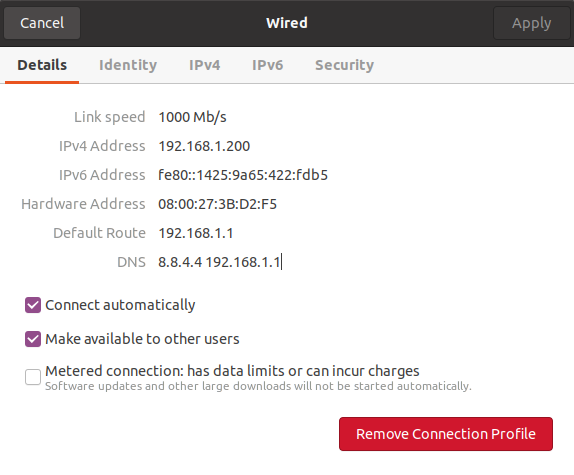 Cancel Wired Apply
Details Identity IPv4 IPv6 Security
Link speed 1000 Mb/s
IPv4 Address 192.168.1.200
IPv6 Address fe80::1425:9a65:422:fdb5
Hardware Address 08:00:27:3B:D2:F5
Default Route 192.168.1.1
DNS 8.8.4.4 192.168.1.1
Connect automatically
Make available to other users
Metered connection: has data limits or can incur charges
Software updates and other large downloads will not be started automatically.
Remove Connection Profile